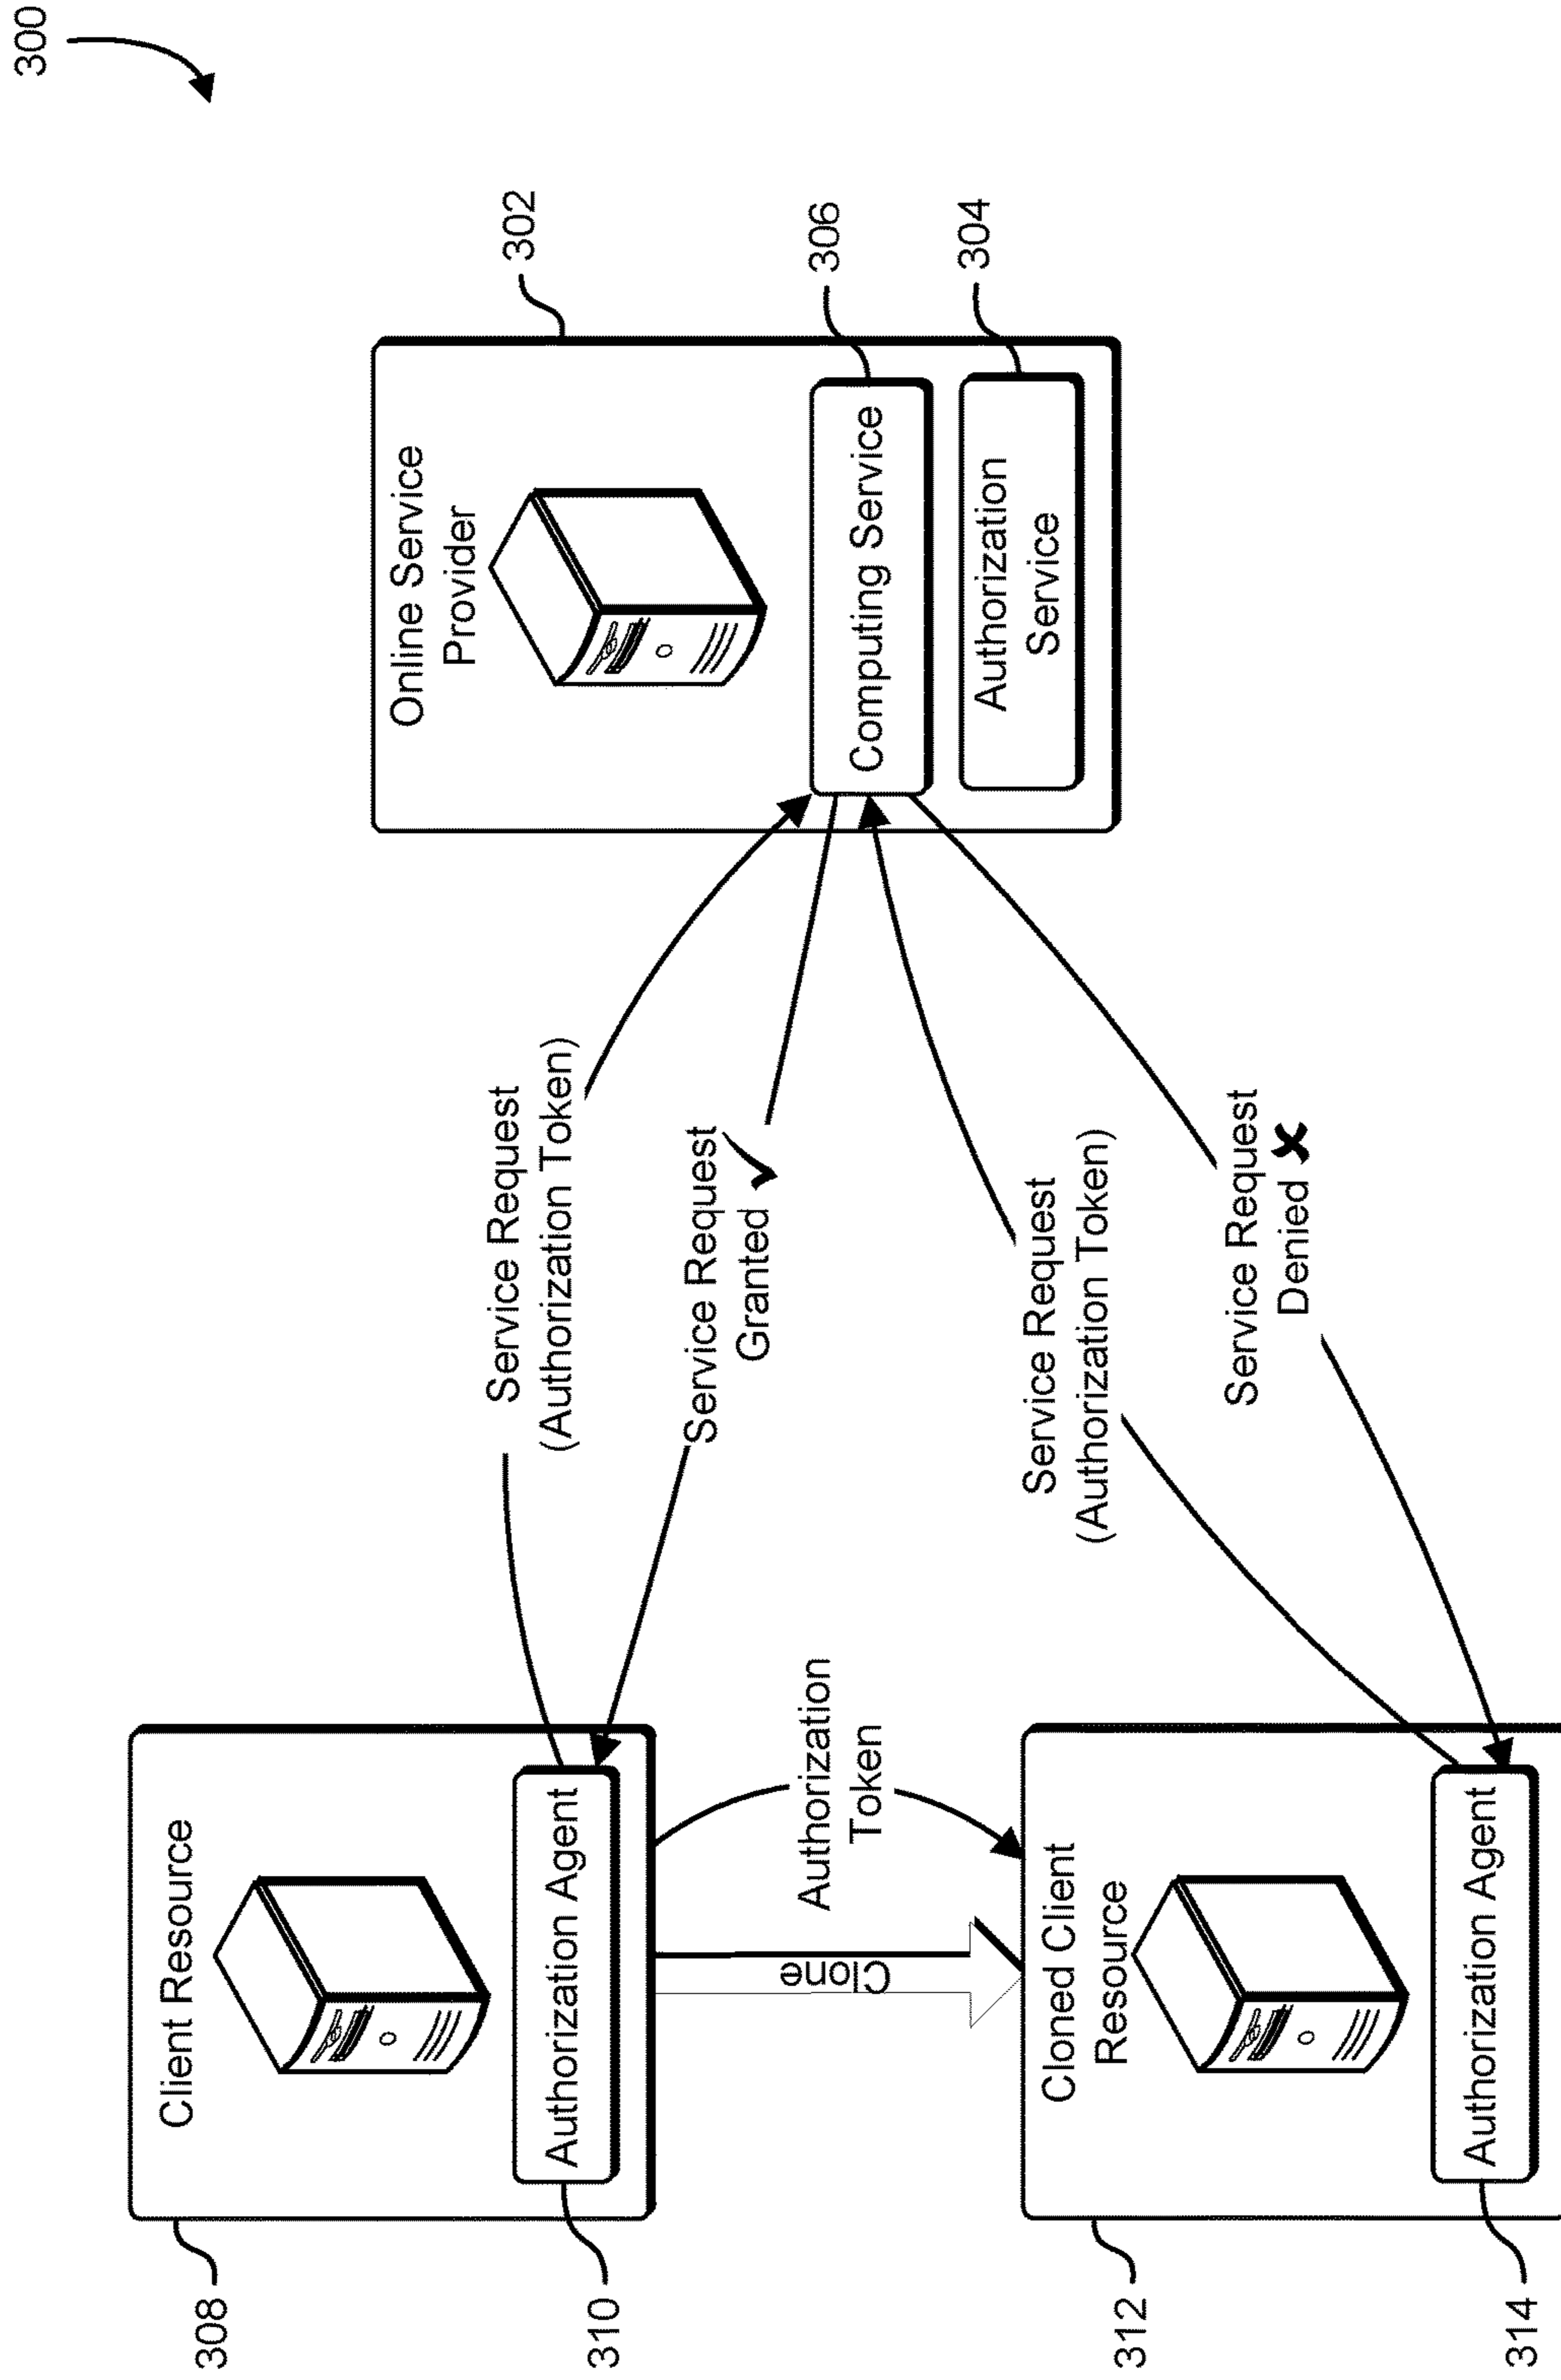 300
308
Client Resource
Authorization Agent
310
Service Request
(Authorization Token)
Service Request
Granted
Online Service
Provider
302
Computing Service
306
Authorization
Service
304
Clone
Authorization
Token
312
Cloned Client
Resource
Authorization Agent
314
Service Request
(Authorization Token)
Service Request
Denied